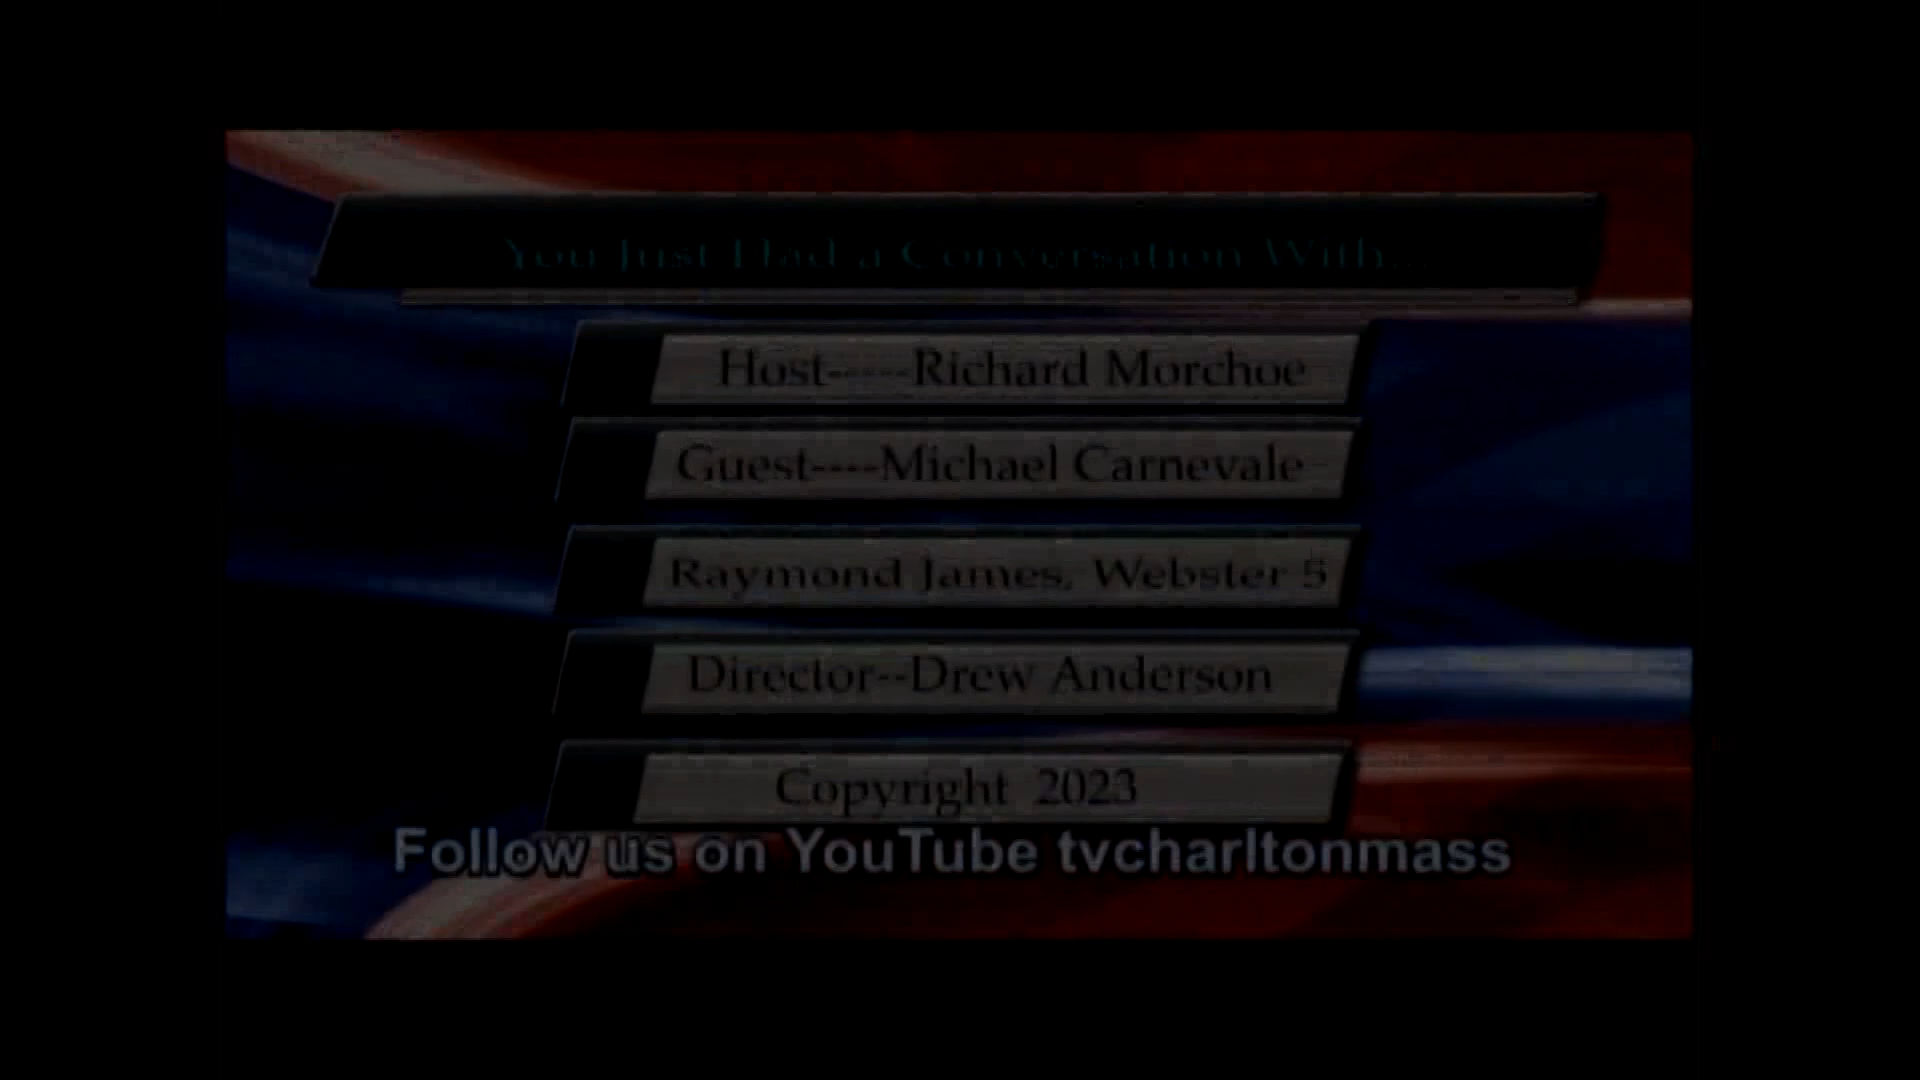 You Just Had a Conversation With...
Host-----Richard Morchoe
Guest----Michael Carnevale-
Raymond James, Webster 5
Director--Drew Anderson
Copyright 2023
Follow us on YouTube tvcharltonmass